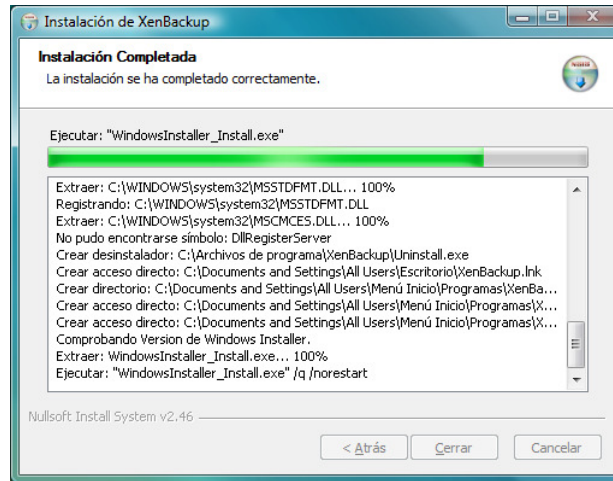 Instalación de XenBackup
Instalación Completada
La instalación se ha completado correctamente.
Ejecutar: "WindowsInstaller_Install.exe"
Extraer: C:\WINDOWS\system32\MSSTDFMT.DLL... 100%
Registrando: C:\WINDOWS\system32\MSSTDFMT.DLL
Extraer: C:\WINDOWS\system32\MSCMCES.DLL... 100%
No pudo encontrarse símbolo: DllRegisterServer
Crear desinstalador: C:\Archivos de programa\XenBackup\Uninstall.exe
Crear acceso directo: C:\Documents and Settings\All Users\Escritorio\XenBackup.lnk
Crear directorio: C:\Documents and Settings\All Users\Menú Inicio\Programas\XenBa...
Crear acceso directo: C:\Documents and Settings\All Users\Menú Inicio\Programas\X...
Crear acceso directo: C:\Documents and Settings\All Users\Menú Inicio\Programas\X...
Comprobando Version de Windows Installer.
Extraer: WindowsInstaller_Install.exe... 100%
Ejecutar: "WindowsInstaller_Install.exe" /q /norestart
Nullsoft Install System v2.46
< Atrás Cerrar Cancelar